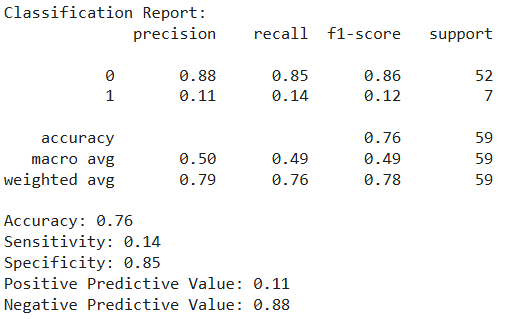 Classification Report:
precision recall f1-score support
0 0.88 0.85 0.86 52
1 0.11 0.14 0.12 7
accuracy 0.76 59
macro avg 0.50 0.49 0.49 59
weighted avg 0.79 0.76 0.78 59
Accuracy: 0.76
Sensitivity: 0.14
Specificity: 0.85
Positive Predictive Value: 0.11
Negative Predictive Value: 0.88